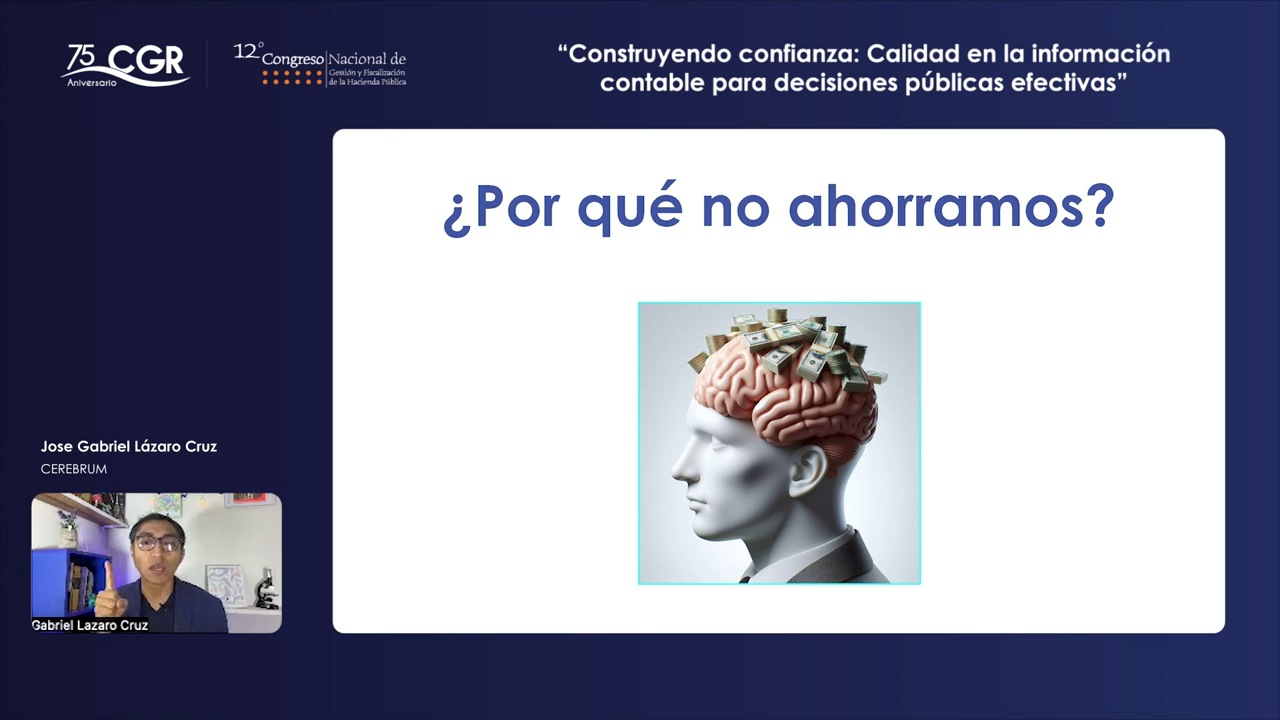 75 CGR
Aniversario
12° Congreso Nacional de
Gestión y Fiscalización
de la Hacienda Pública
“Construyendo confianza: Calidad en la información
contable para decisiones públicas efectivas”
¿Por qué no ahorramos?
Jose Gabriel Lázaro Cruz
CEREBRUM
Gabriel Lazaro Cruz